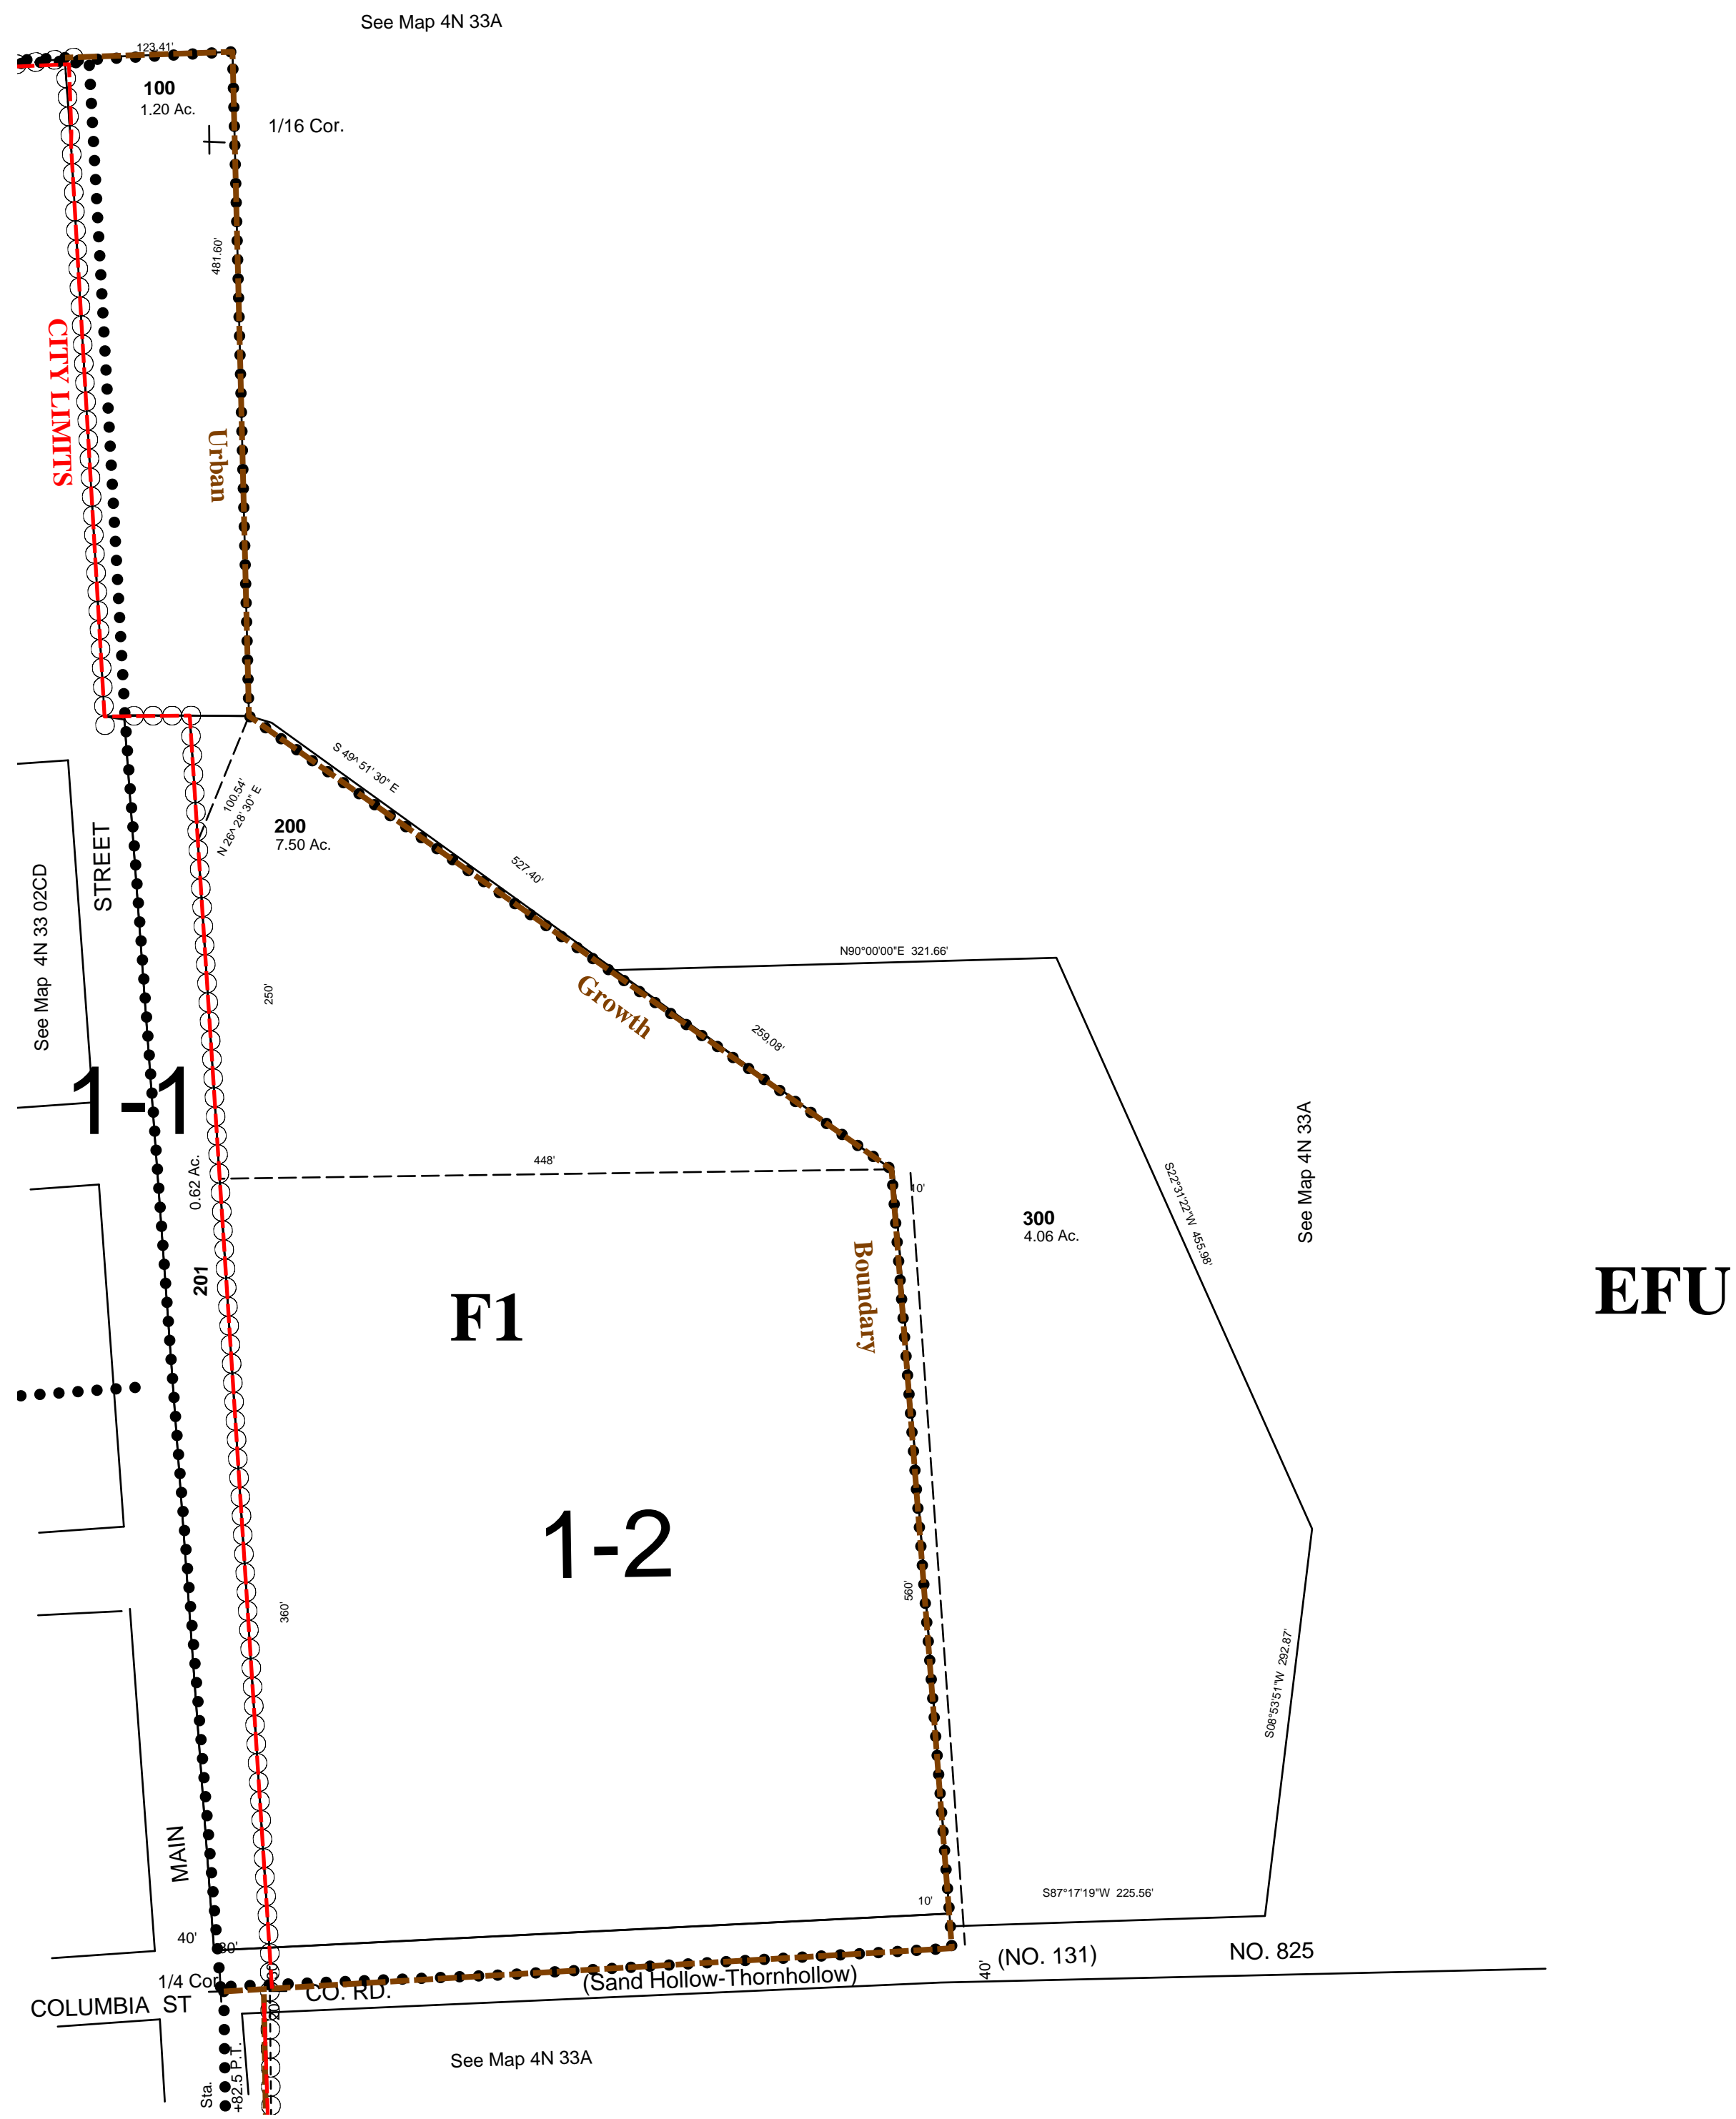 See Map 4N 33A
123.41'
100
1.20 Ac.
1/16 Cor.
481.60'
CITY LIMITS
Urban
S 49^ 51' 30" E
100.54'
N 26^ 28' 30" E
200
7.50 Ac.
STREET
See Map 4N 33 02CD
527.40'
N90°00'00"E 321.66'
250'
Growth
259,08'
1-1
448'
0.62 Ac.
10'
S22°31'22"W 455.98'
See Map 4N 33A
300
4.06 Ac.
201
F1
Boundary
EFU
1-2
560'
360'
S08°53'51"W 292.87'
MAIN
10'
S87°17'19"W 225.56'
40'
30'
(NO. 131)
NO. 825
40'
1/4 Cor
CO. RD.
(Sand Hollow-Thornhollow)
COLUMBIA ST
20'
See Map 4N 33A
Sta.
+82.5 P.T.